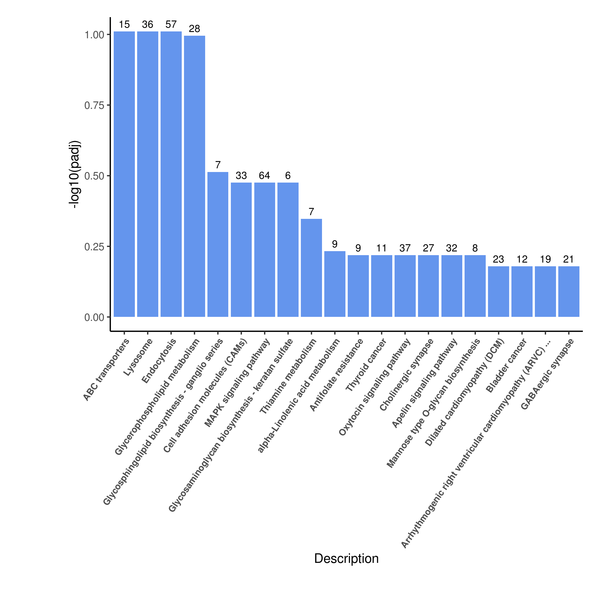 15 36 57 28 7 33 64 6 7 9 9 11 37 27 32 8 23 12 19 21
1.00
0.75
0.50
0.25
0.00
-log10(padj)
ABC transporters
Lysosome
Endocytosis
Glycerophospholipid metabolism
Glycosphingolipid biosynthesis - ganglio series
Cell adhesion molecules (CAMs)
MAPK signaling pathway
Glycosaminoglycan biosynthesis - keratan sulfate
Thiamine metabolism
alpha-Linolenic acid metabolism
Antifolate resistance
Thyroid cancer
Oxytocin signaling pathway
Cholinergic synapse
Apelin signaling pathway
Mannose type O-glycan biosynthesis
Dilated cardiomyopathy (DCM)
Bladder cancer
Arrhythmogenic right ventricular cardiomyopathy (ARVC) ...
GABAergic synapse
Description